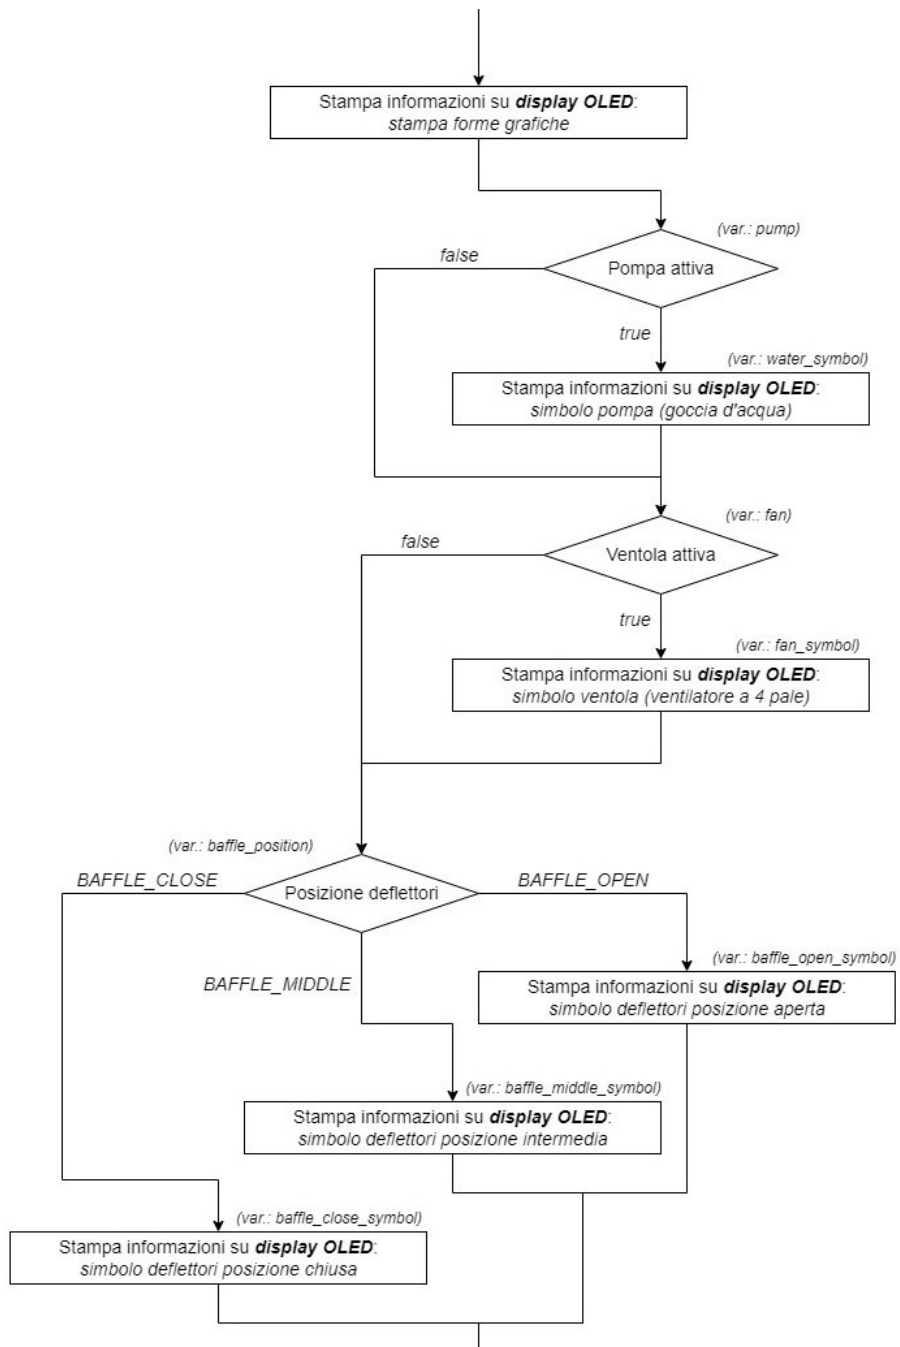 Stampa informazioni su display OLED:
stampa forme grafiche
(var.: pump)
false
Pompa attiva
true
(var.: water_symbol)
Stampa informazioni su display OLED:
simbolo pompa (goccia d'acqua)
(var.: fan)
false
Ventola attiva
true
(var.: fan_symbol)
Stampa informazioni su display OLED:
simbolo ventola (ventilatore a 4 pale)
(var.: baffle_position)
BAFFLE_CLOSE
Posizione deflettori
BAFFLE_OPEN
BAFFLE_MIDDLE
(var.: baffle_open_symbol)
Stampa informazioni su display OLED:
simbolo deflettori posizione aperta
(var.: baffle_middle_symbol)
Stampa informazioni su display OLED:
simbolo deflettori posizione intermedia
(var.: baffle_close_symbol)
Stampa informazioni su display OLED:
simbolo deflettori posizione chiusa